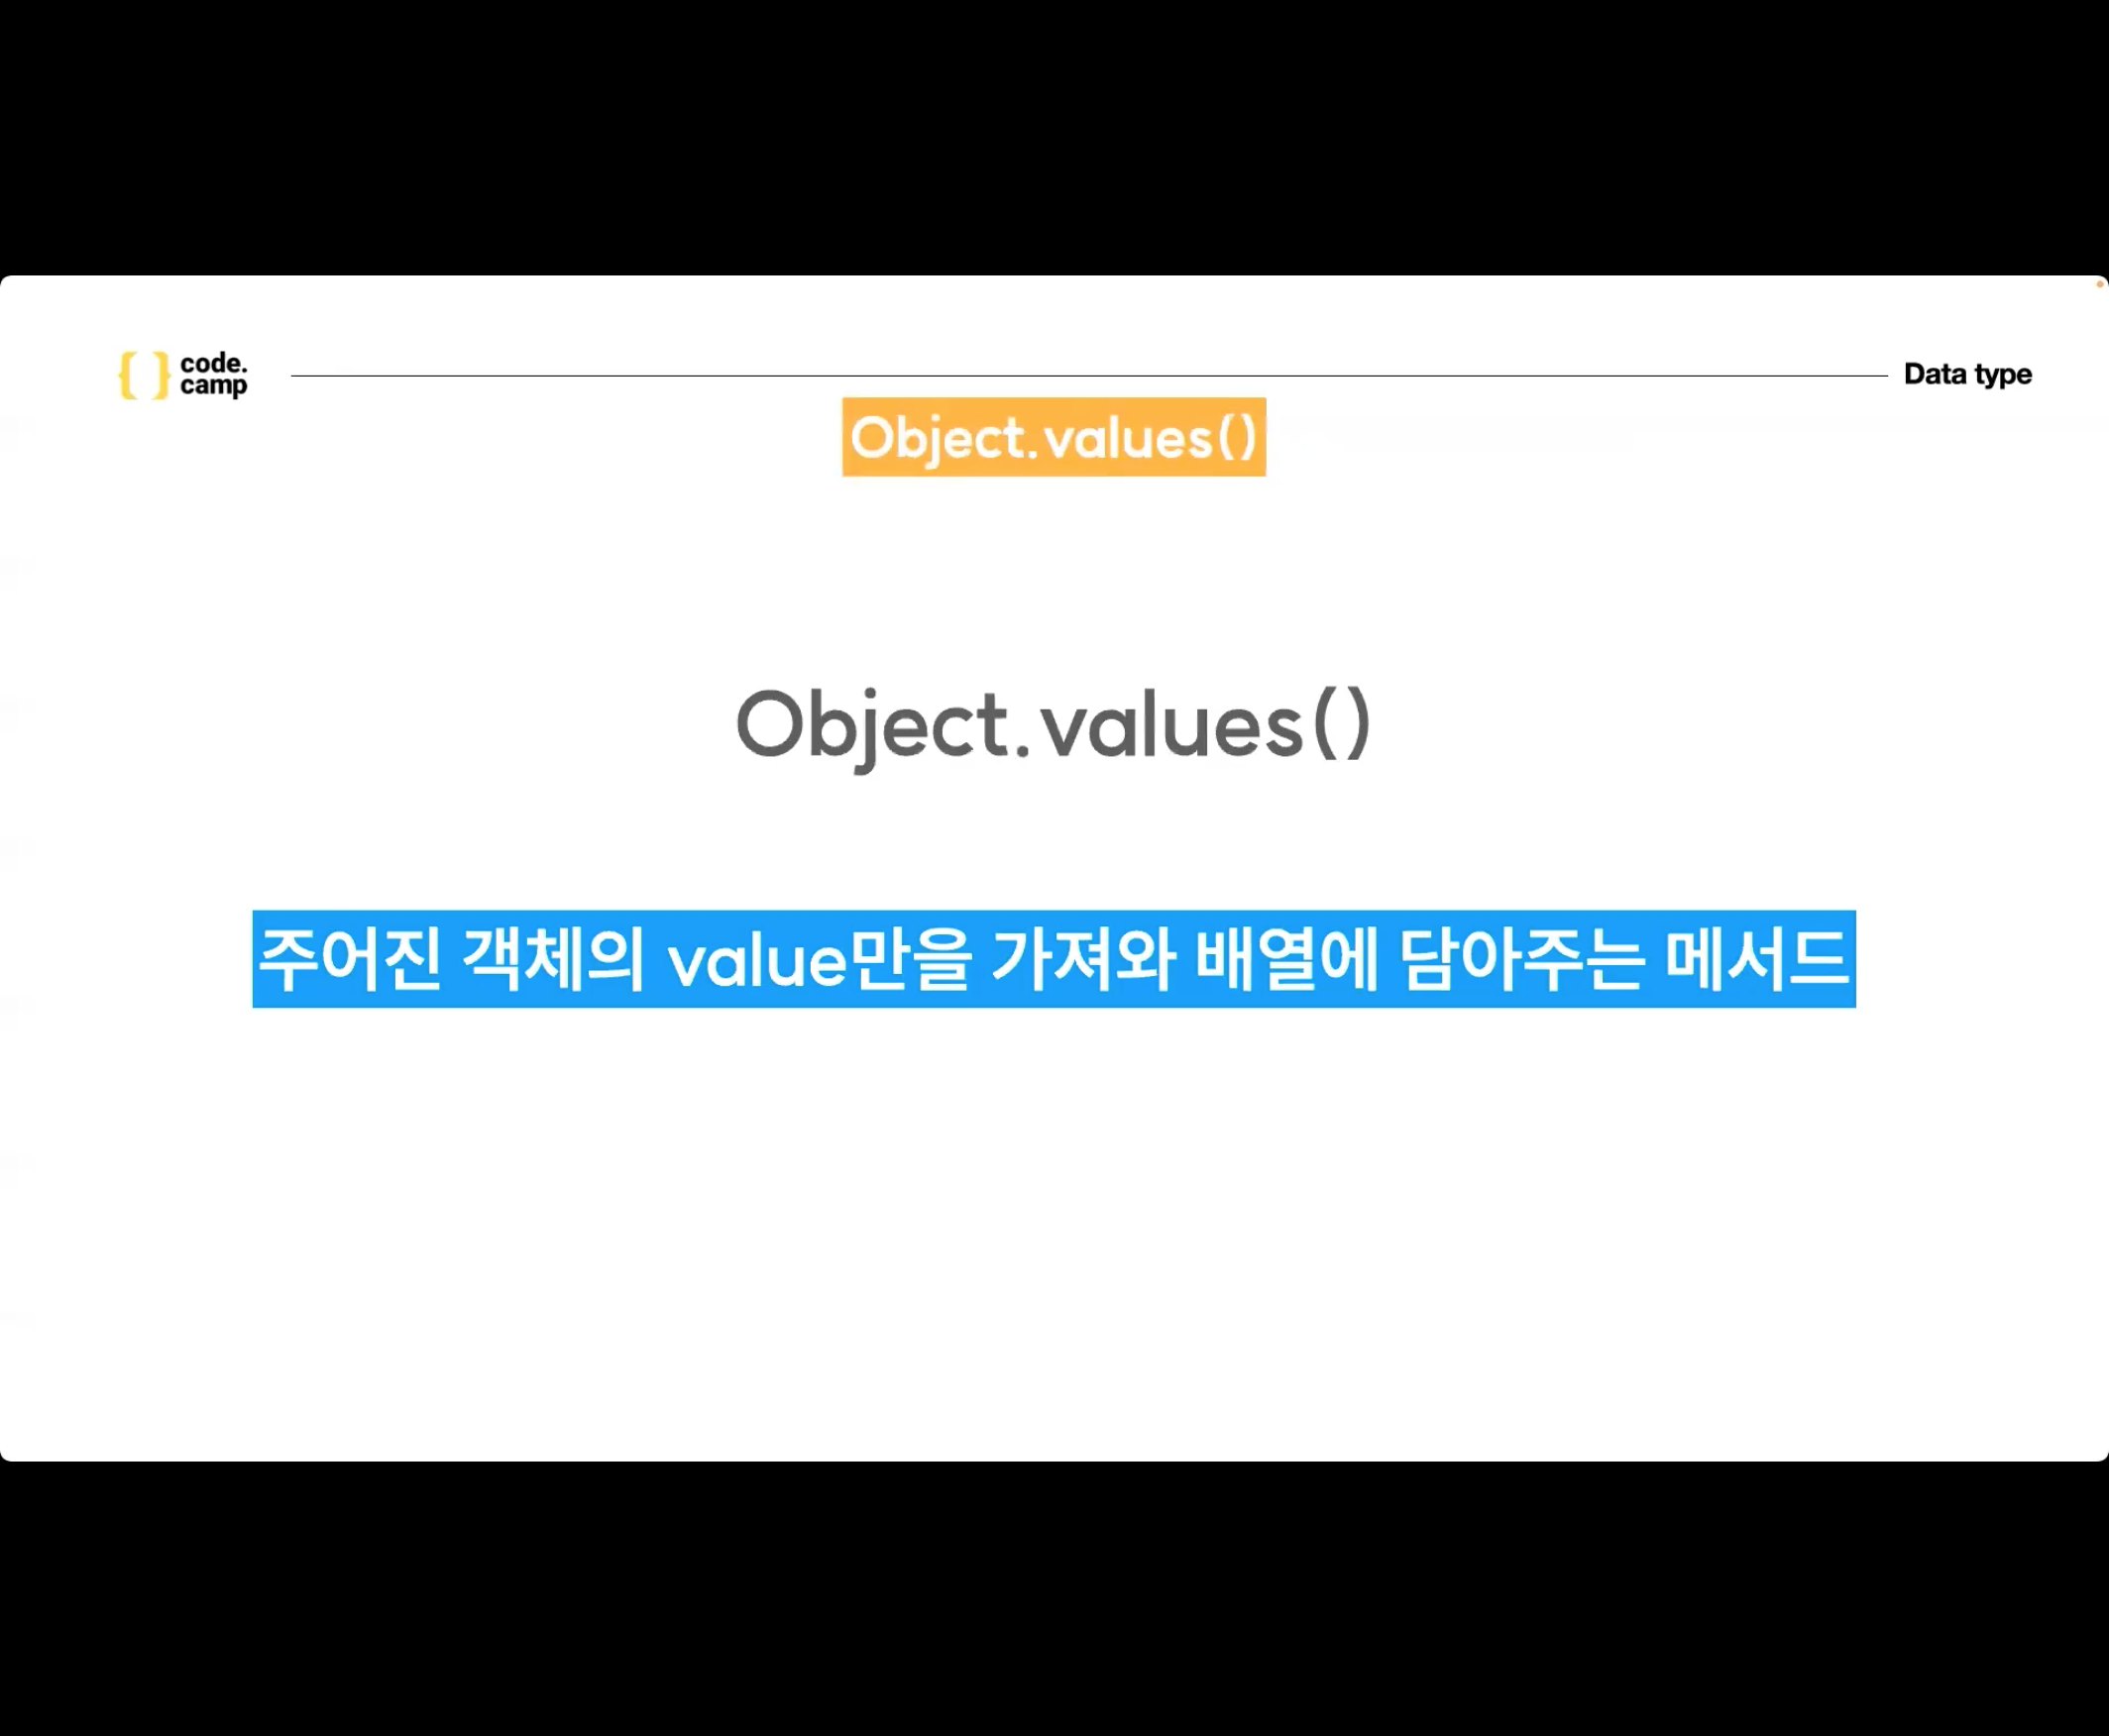 { } code.
camp
Data type
Object.values()
Object.values()
주어진 객체의 value만을 가져와 배열에 담아주는 메서드